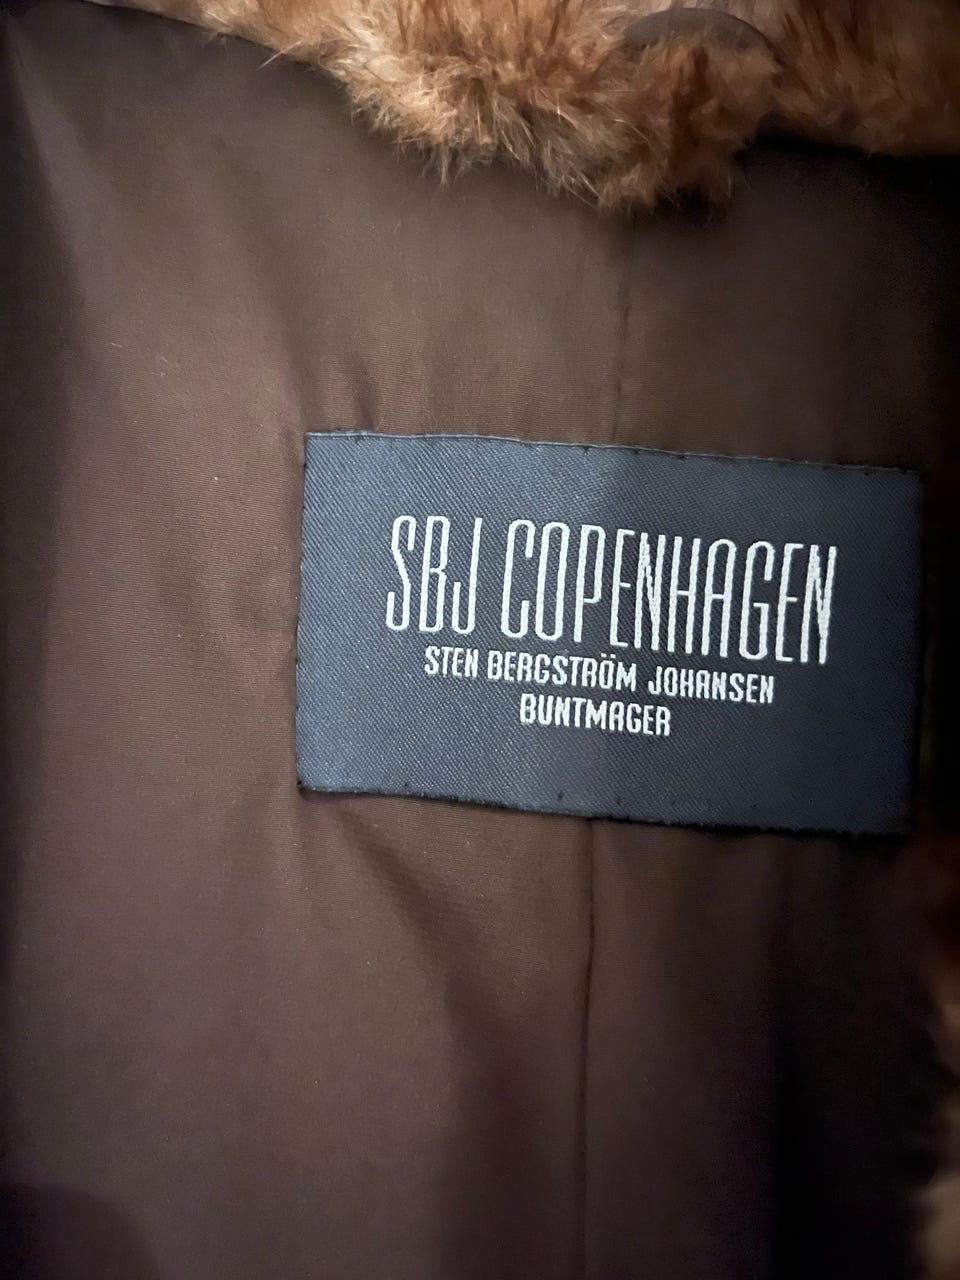 SBJ COPENHAGEN
STEN BERGSTRÖM JOHANSEN
BUNTMAGER